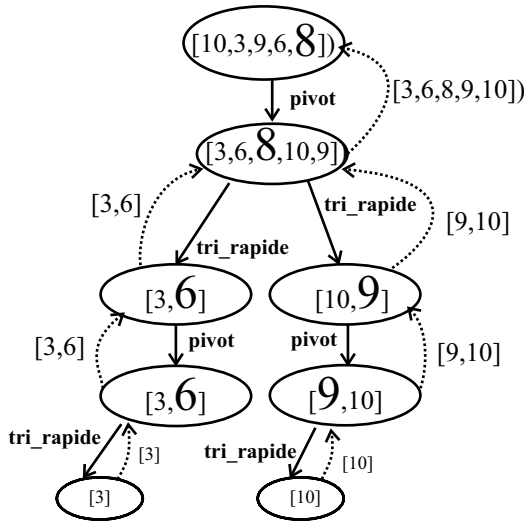 [10,3,9,6,8])
pivot
[3,6,8,9,10])
[3,6,8,10,9]
[3,6]
[9,10]
tri_rapide
tri_rapide
[3,6]
[10,9]
[3,6]
pivot
pivot
[9,10]
[3,6]
[9,10]
tri_rapide
[3]
tri_rapide
[10]
[3]
[10]